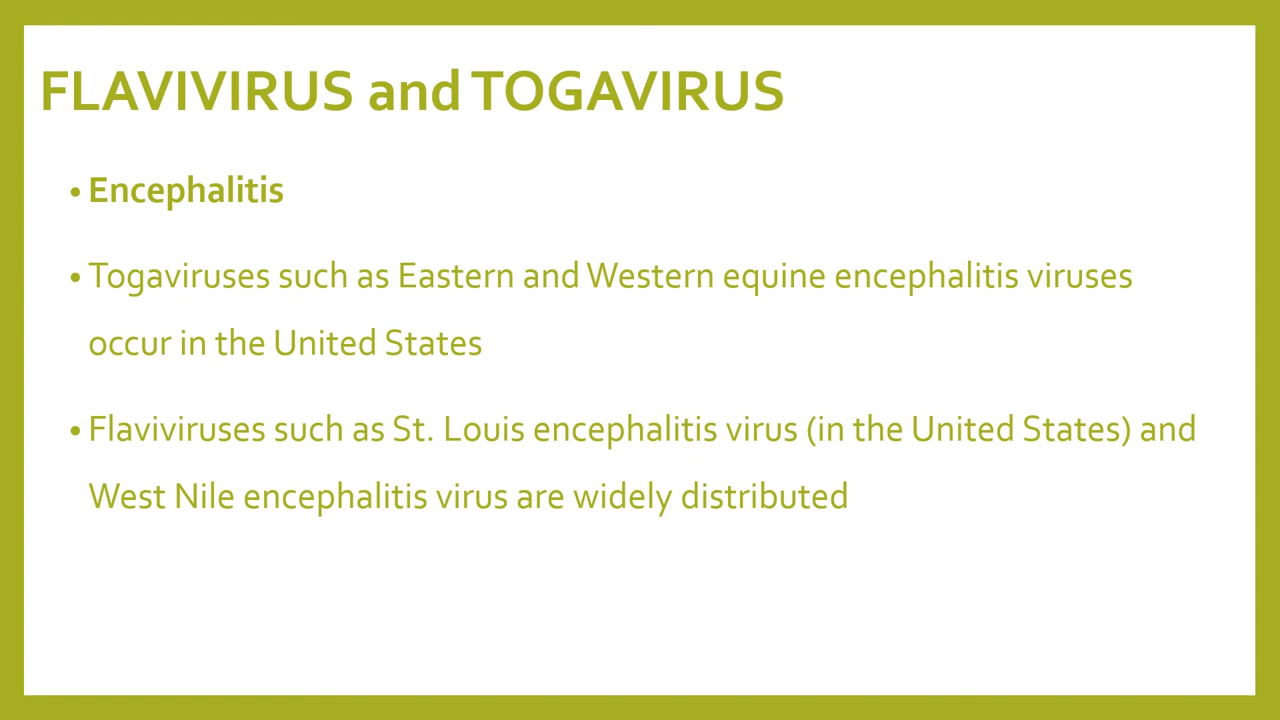 FLAVIVIRUS and TOGAVIRUS
• Encephalitis
• Togaviruses such as Eastern and Western equine encephalitis viruses
occur in the United States
• Flaviviruses such as St. Louis encephalitis virus (in the United States) and
West Nile encephalitis virus are widely distributed